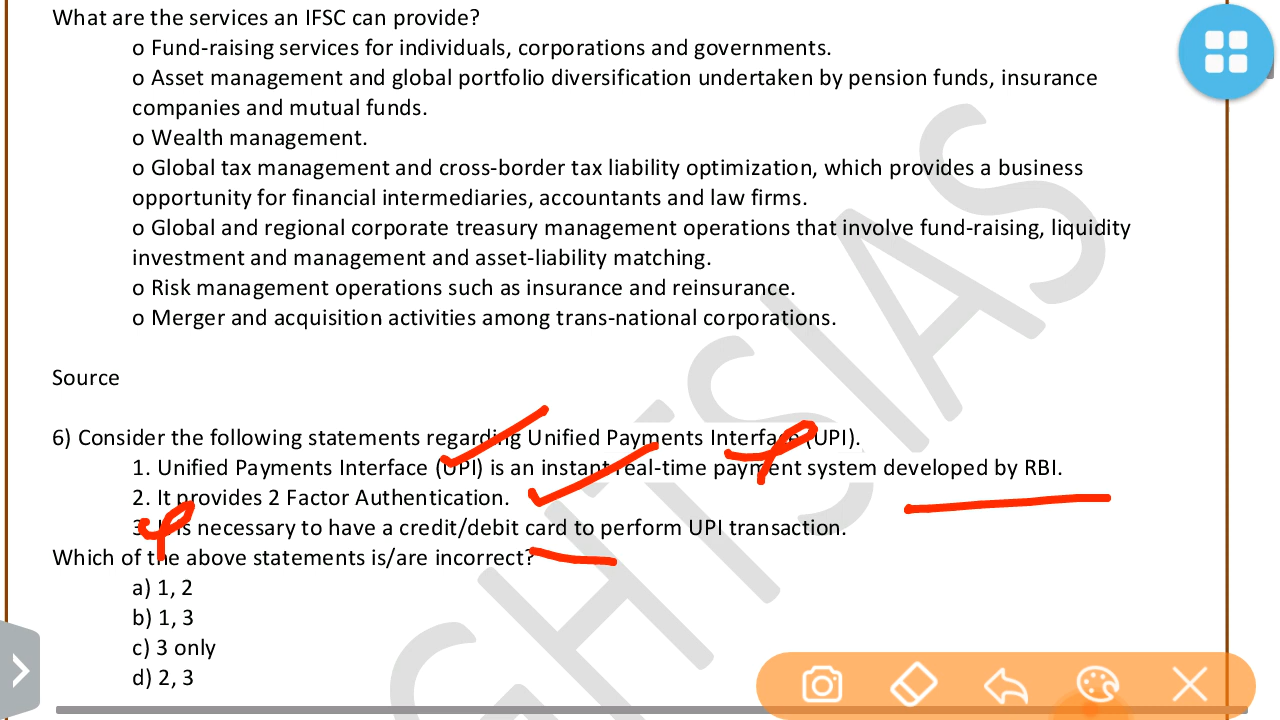 What are the services an IFSC can provide?
o Fund-raising services for individuals, corporations and governments.
o Asset management and global portfolio diversification undertaken by pension funds, insurance
companies and mutual funds.
o Wealth management.
o Global tax management and cross-border tax liability optimization, which provides a business
opportunity for financial intermediaries, accountants and law firms.
o Global and regional corporate treasury management operations that involve fund-raising, liquidity
investment and management and asset-liability matching.
o Risk management operations such as insurance and reinsurance.
o Merger and acquisition activities among trans-national corporations.
Source
6) Consider the following statements regarding Unified Payments Interface (UPI).
1. Unified Payments Interface (UPI) is an instant real-time payment system developed by RBI.
2. It provides 2 Factor Authentication.
3. It is necessary to have a credit/debit card to perform UPI transaction.
Which of the above statements is/are incorrect?
a) 1, 2
b) 1, 3
c) 3 only
d) 2, 3
GHTSIAS